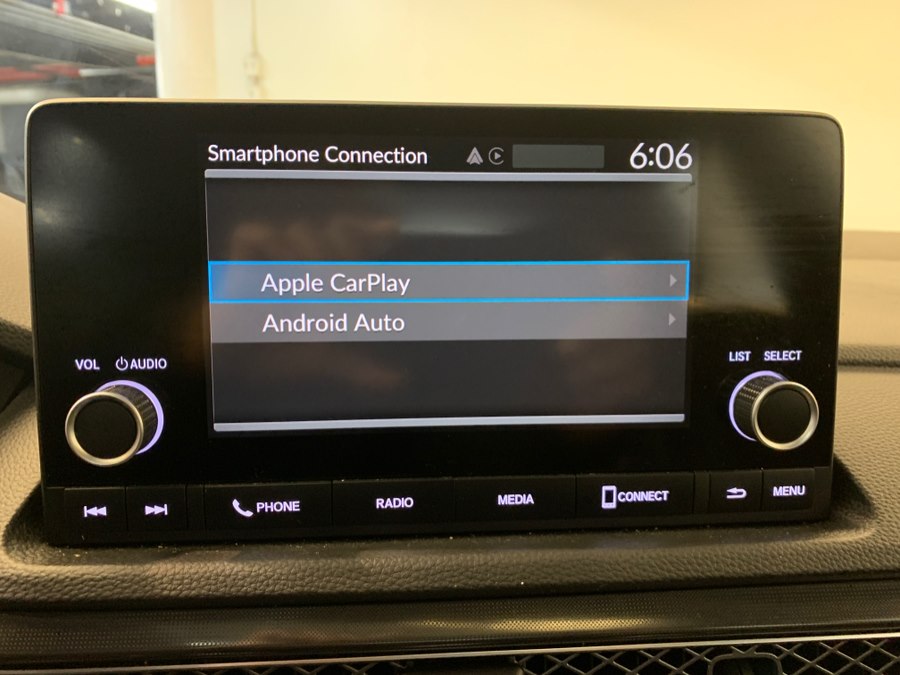 Smartphone Connection 6:06
Apple CarPlay
Android Auto
VOL AUDIO
LIST SELECT
PHONE RADIO MEDIA CONNECT MENU